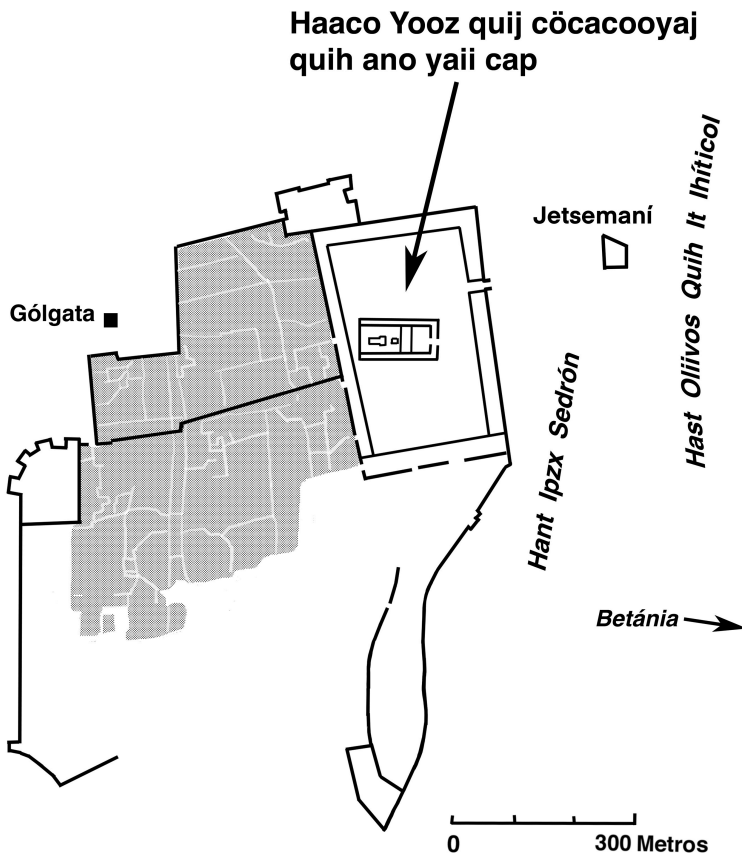 Haaco Yooz quij cöcacooyaj
quih ano yaii cap
Hast Oliivos Quih It Ihíticol
Jetsemaní
Gólgata
Hant Ipzx Sedrón
Betánia
0 300 Metros